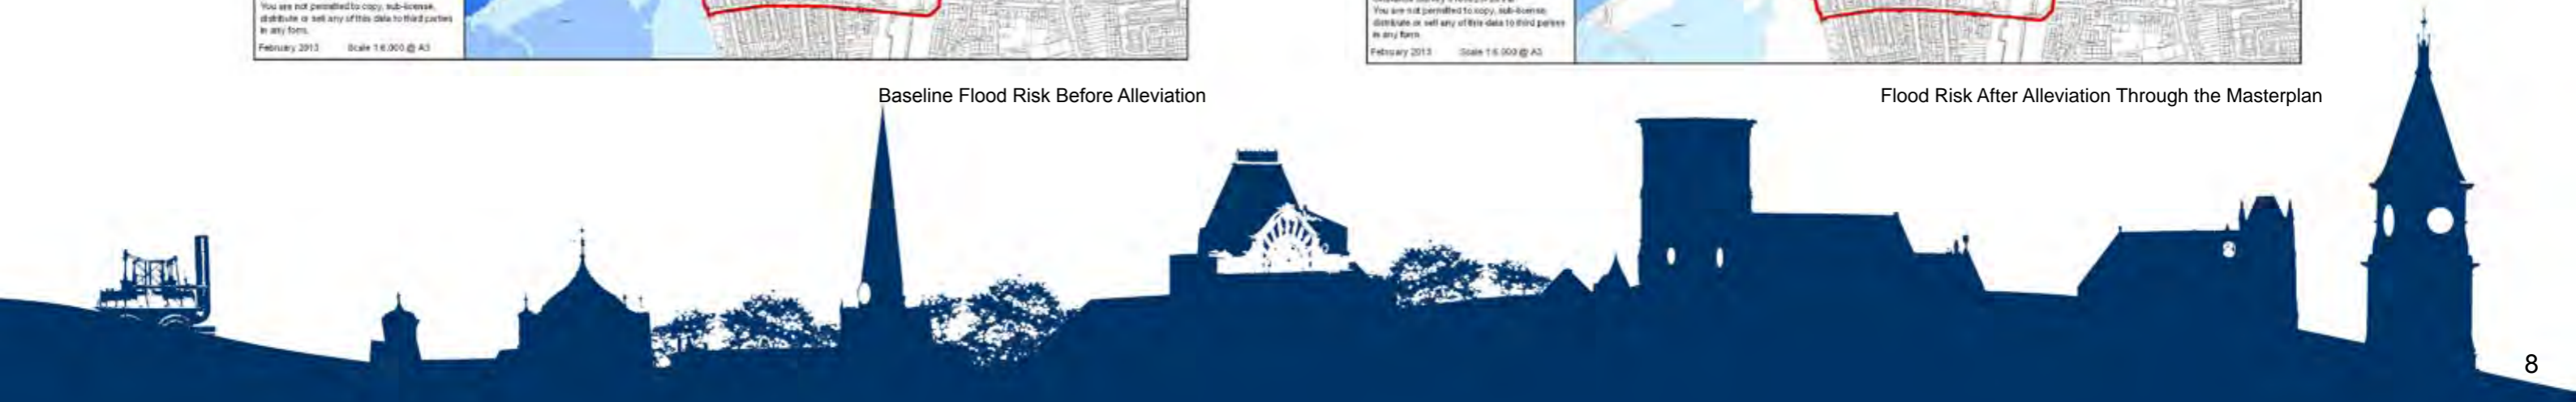 You are not permitted to copy, sub-license,
distribute or sell any of this data to third parties
in any form.
February 2013 Scale 1:6,000 @ A3
You are not permitted to copy, sub-license,
distribute or sell any of this data to third parties
in any form.
February 2013 Scale 1:6,000 @ A3
Baseline Flood Risk Before Alleviation
Flood Risk After Alleviation Through the Masterplan
8